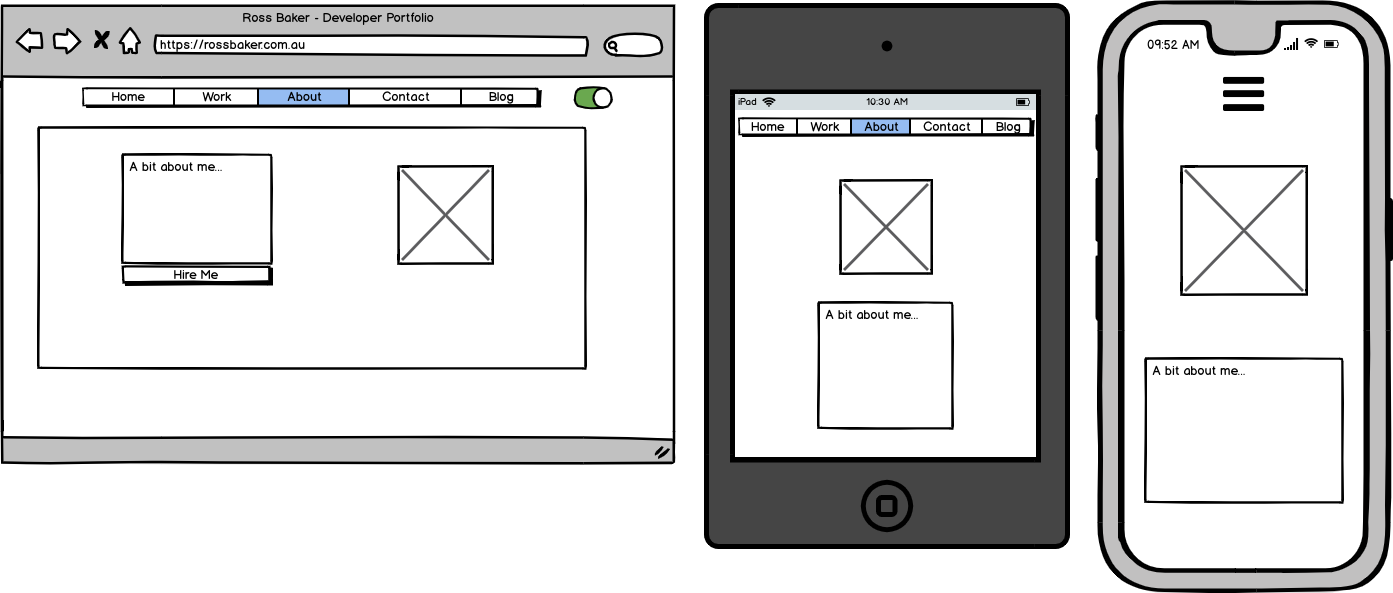 Ross Baker - Developer Portfolio
https://rossbaker.com.au
Home Work About Contact Blog
A bit about me...
Hire Me
iPad 10:30 AM
Home Work About Contact Blog
A bit about me...
09:52 AM
A bit about me...